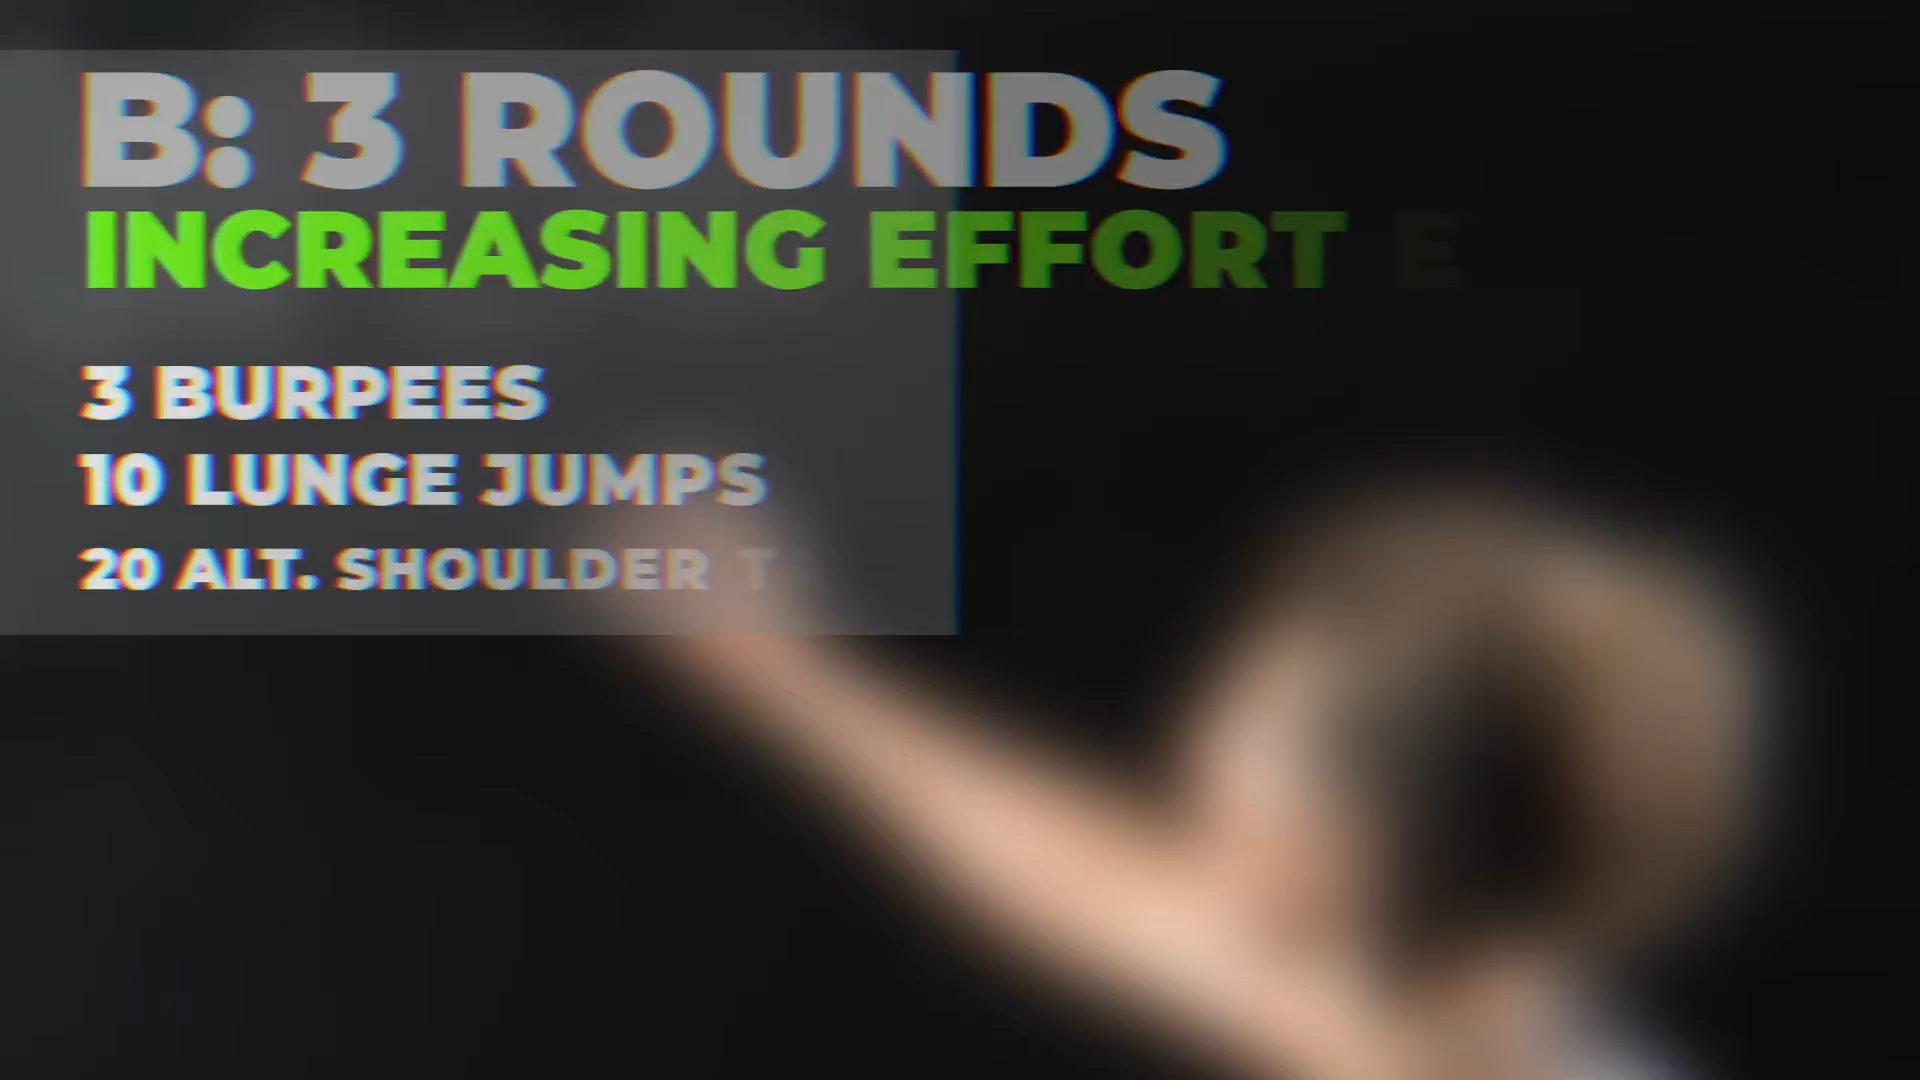 B: 3 ROUNDS
INCREASING EFFORT E
3 BURPEES
10 LUNGE JUMPS
20 ALT. SHOULDER T